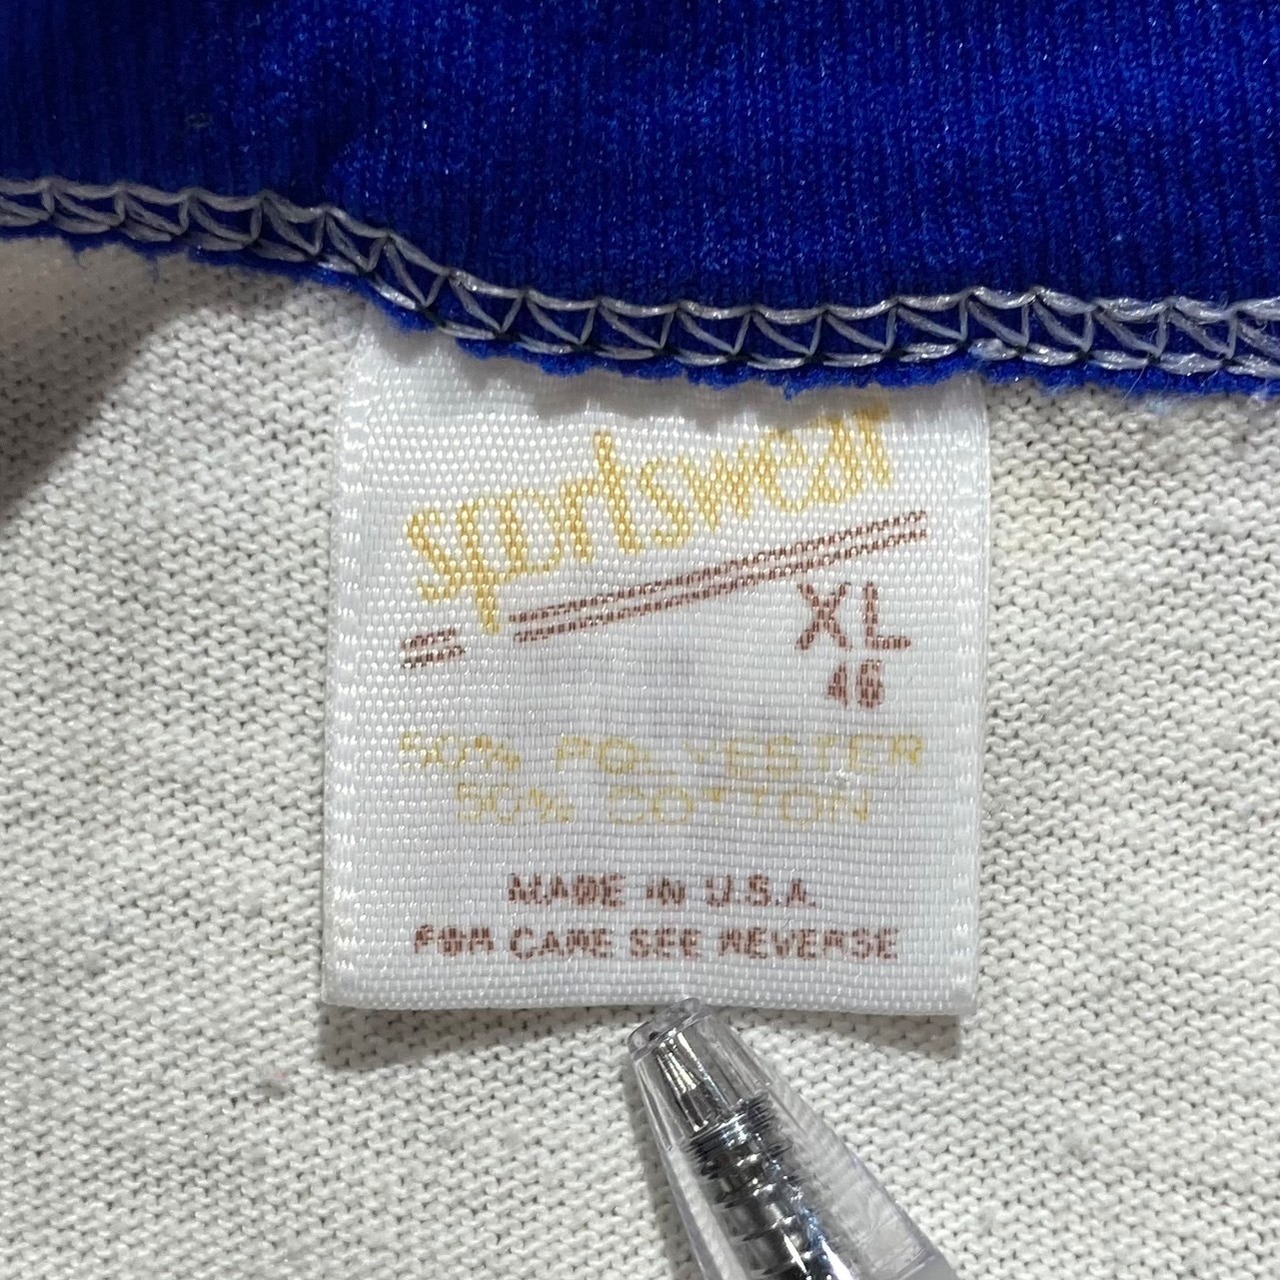 sportswear
XL
46
50% POLYESTER
50% COTTON
MADE IN U.S.A.
FOR CARE SEE REVERSE